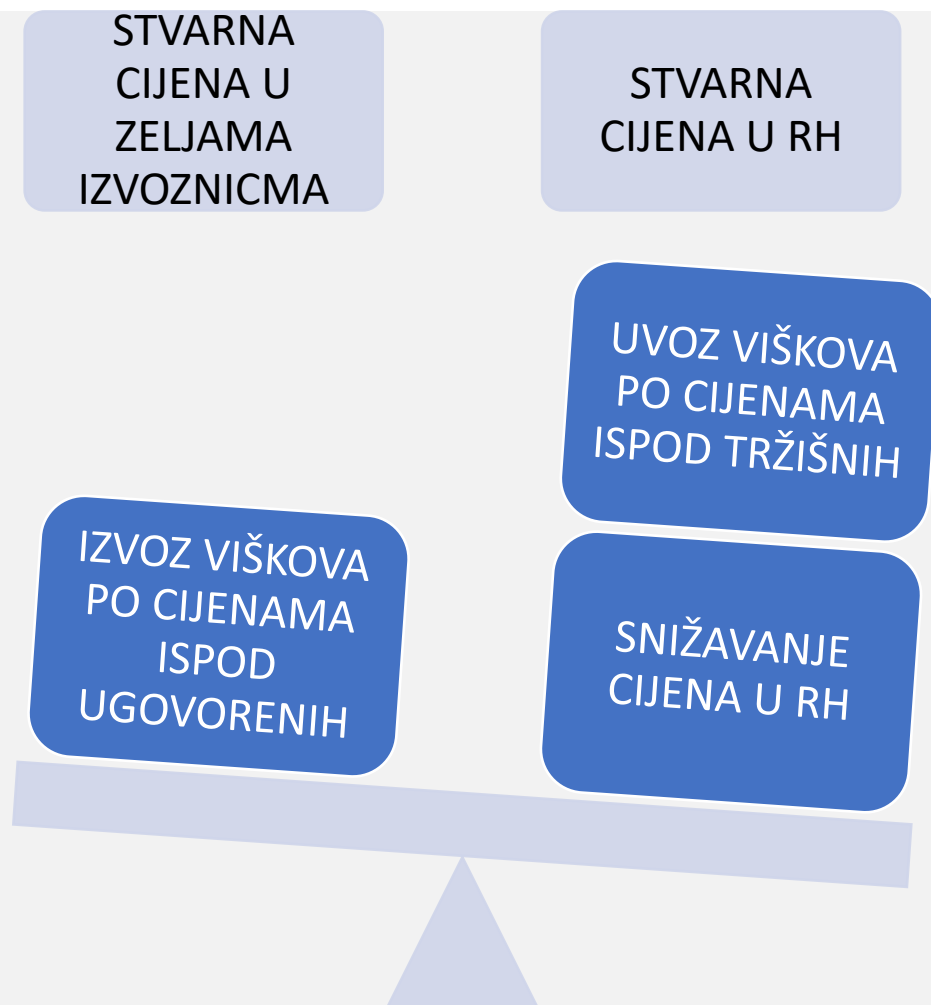 STVARNA
CIJENA U
ZELJAMA
IZVOZNICMA
STVARNA
CIJENA U RH
UVOZ VIŠKOVA
PO CIJENAMA
ISPOD TRŽIŠNIH
IZVOZ VIŠKOVA
PO CIJENAMA
ISPOD
UGOVORENIH
SNIŽAVANJE
CIJENA U RH